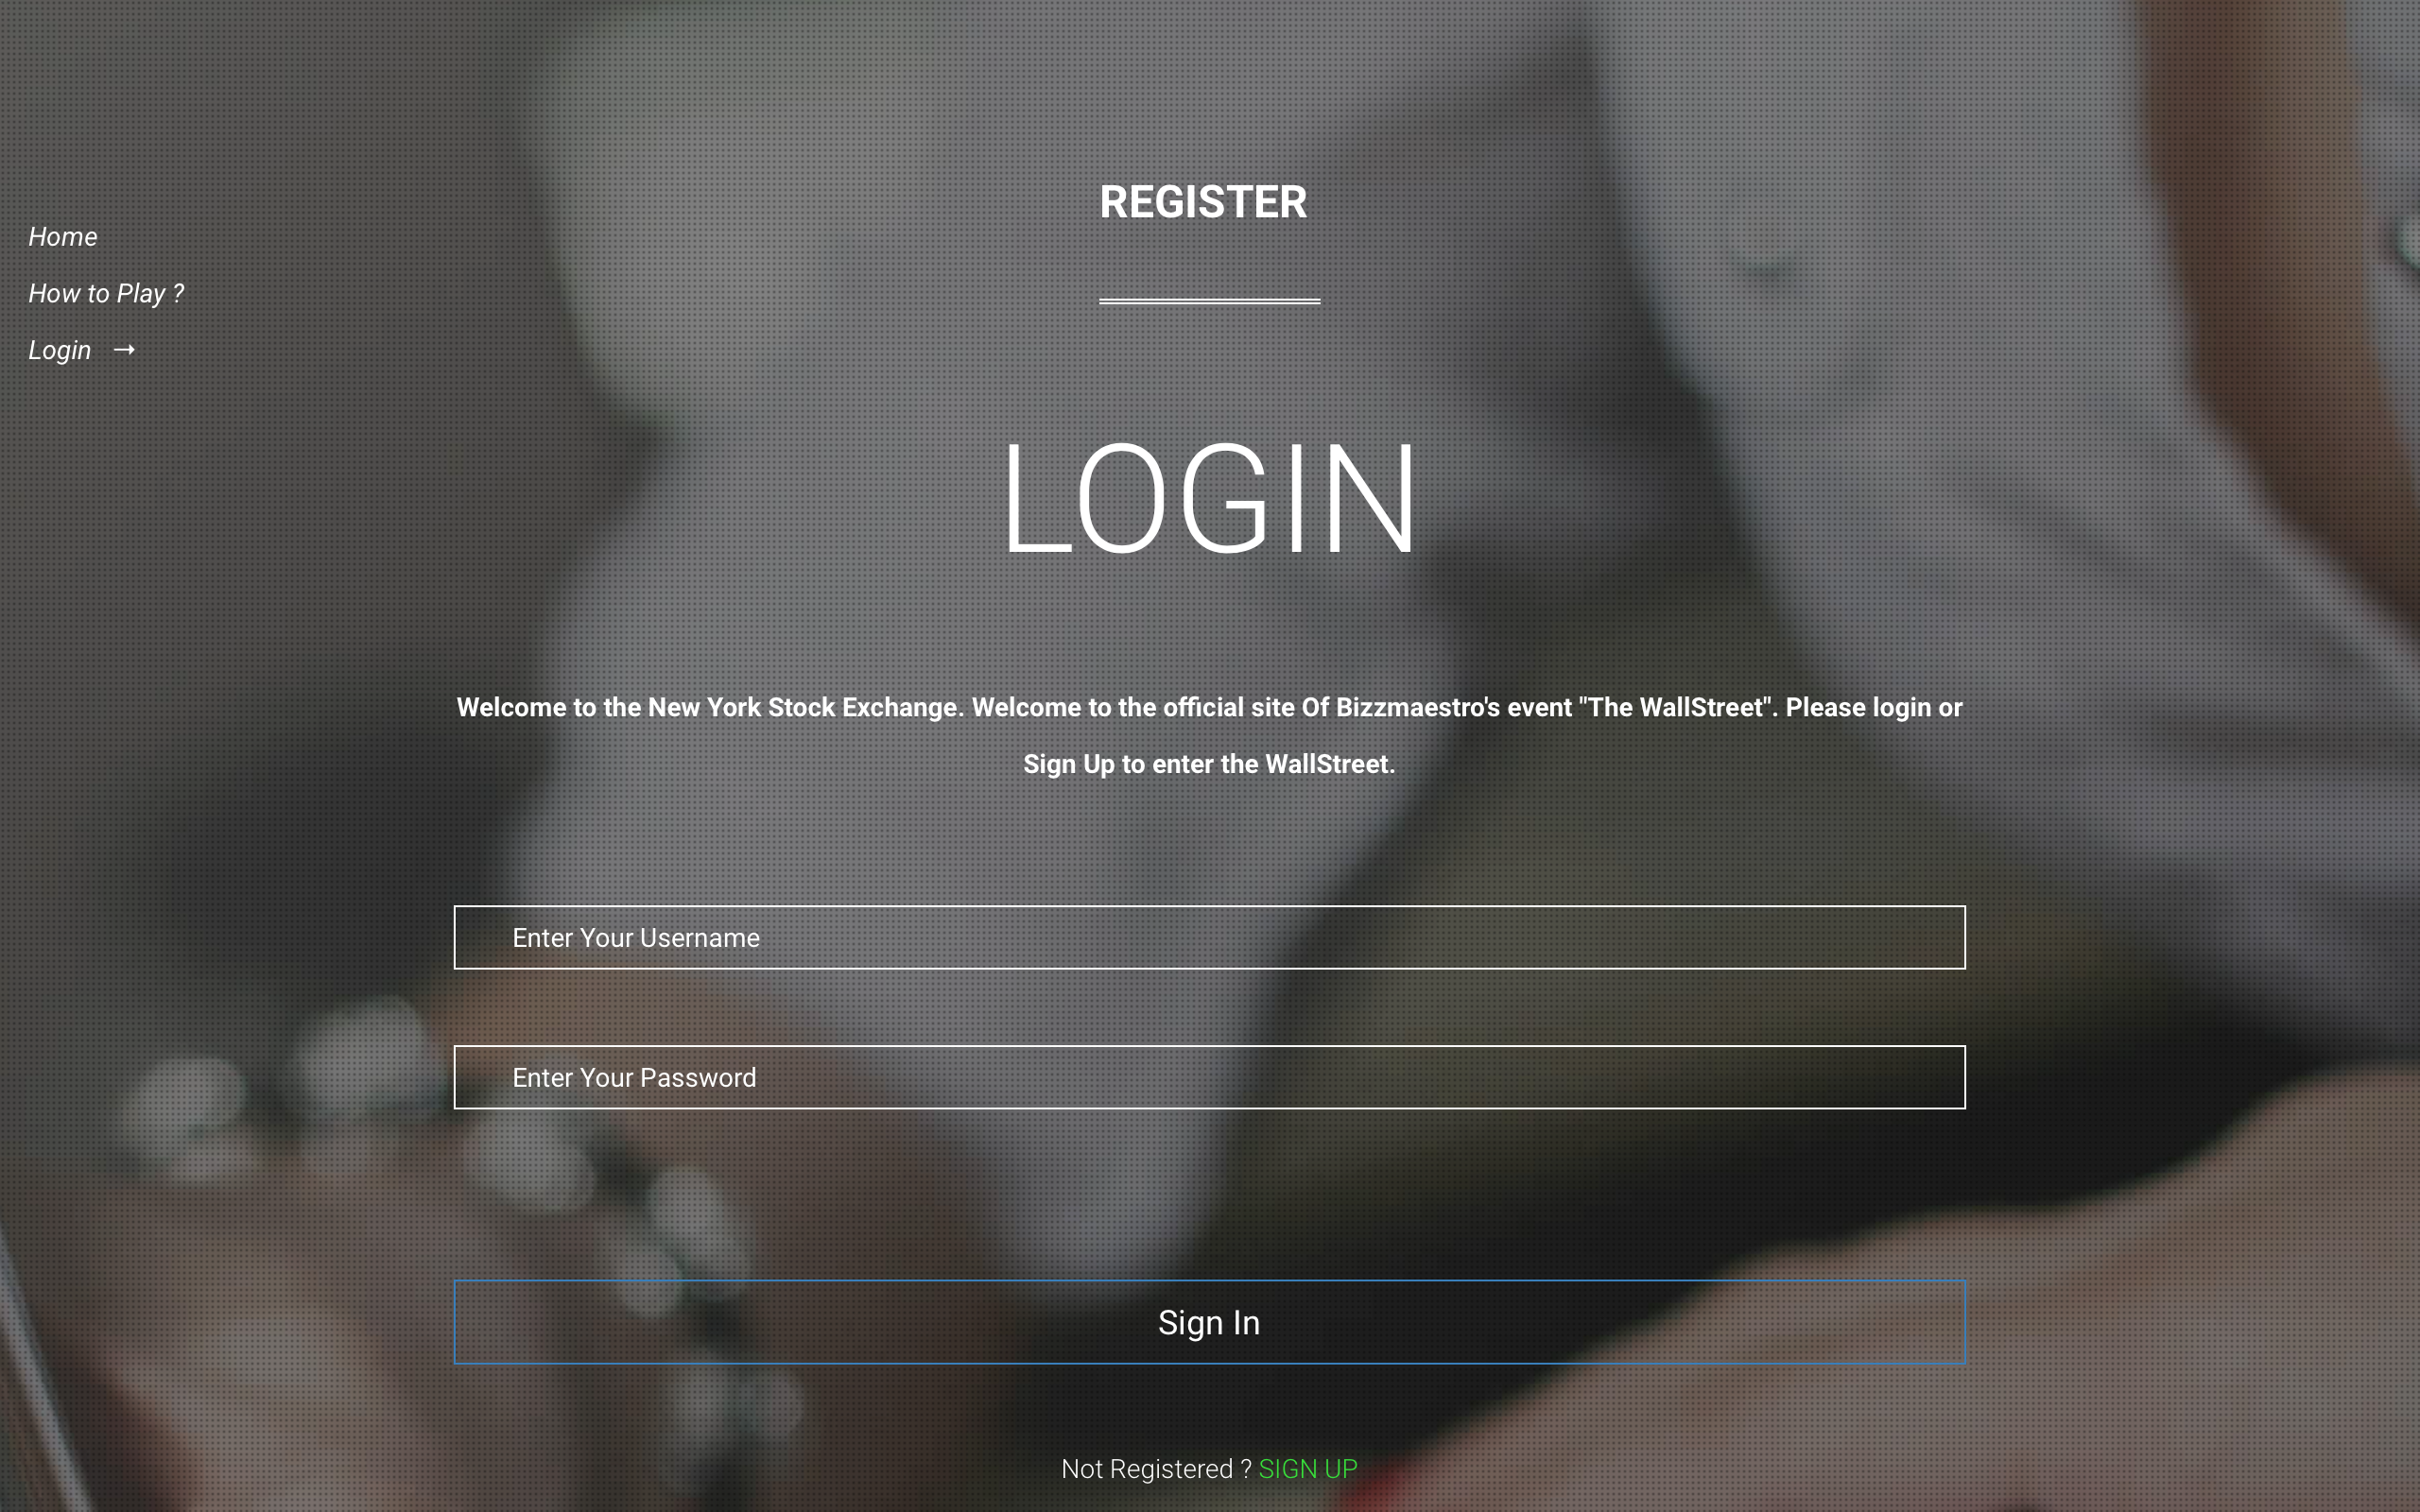 REGISTER
Home
How to Play ?
Login →
LOGIN
Welcome to the New York Stock Exchange. Welcome to the official site Of Bizzmaestro's event "The WallStreet". Please login or
Sign Up to enter the WallStreet.
Enter Your Username
Enter Your Password
Sign In
Not Registered ? SIGN UP